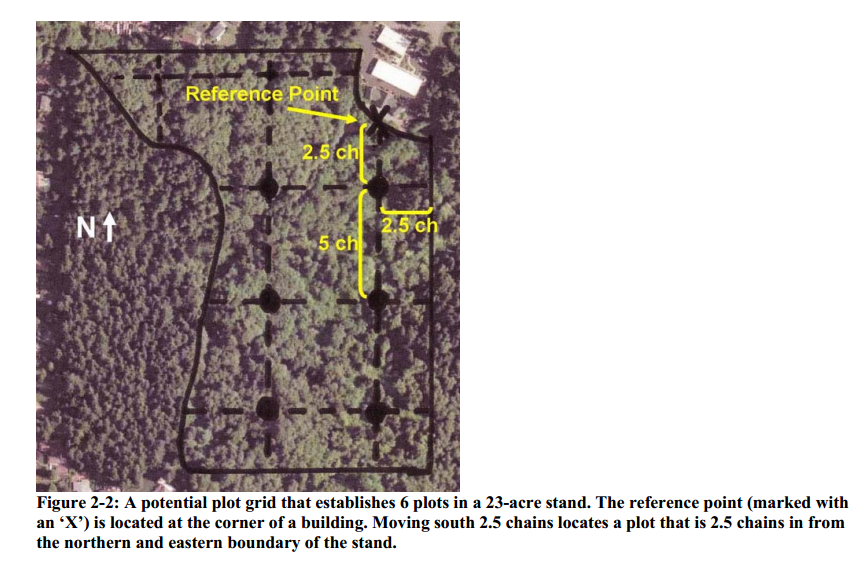 Reference Point
2.5 ch
N
2.5 ch
5 ch
Figure 2-2: A potential plot grid that establishes 6 plots in a 23-acre stand. The reference point (marked with
an ‘X’) is located at the corner of a building. Moving south 2.5 chains locates a plot that is 2.5 chains in from
the northern and eastern boundary of the stand.